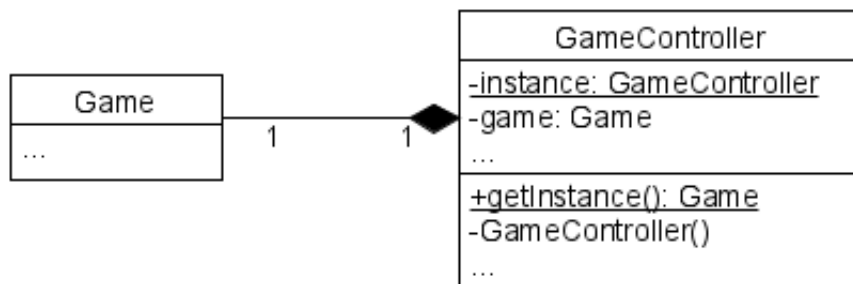 Game
...
1
1
GameController
-instance: GameController
-game: Game
...
+getInstance(): Game
-GameController()
...